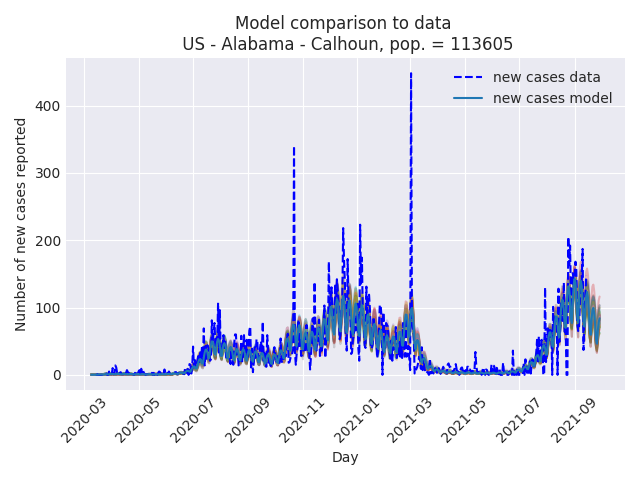 Model comparison to data
US - Alabama - Calhoun, pop. = 113605
new cases data
new cases model
Number of new cases reported
400
300
200
100
0
2020-03
2020-05
2020-07
2020-09
2020-11
2021-01
2021-03
2021-05
2021-07
2021-09
Day